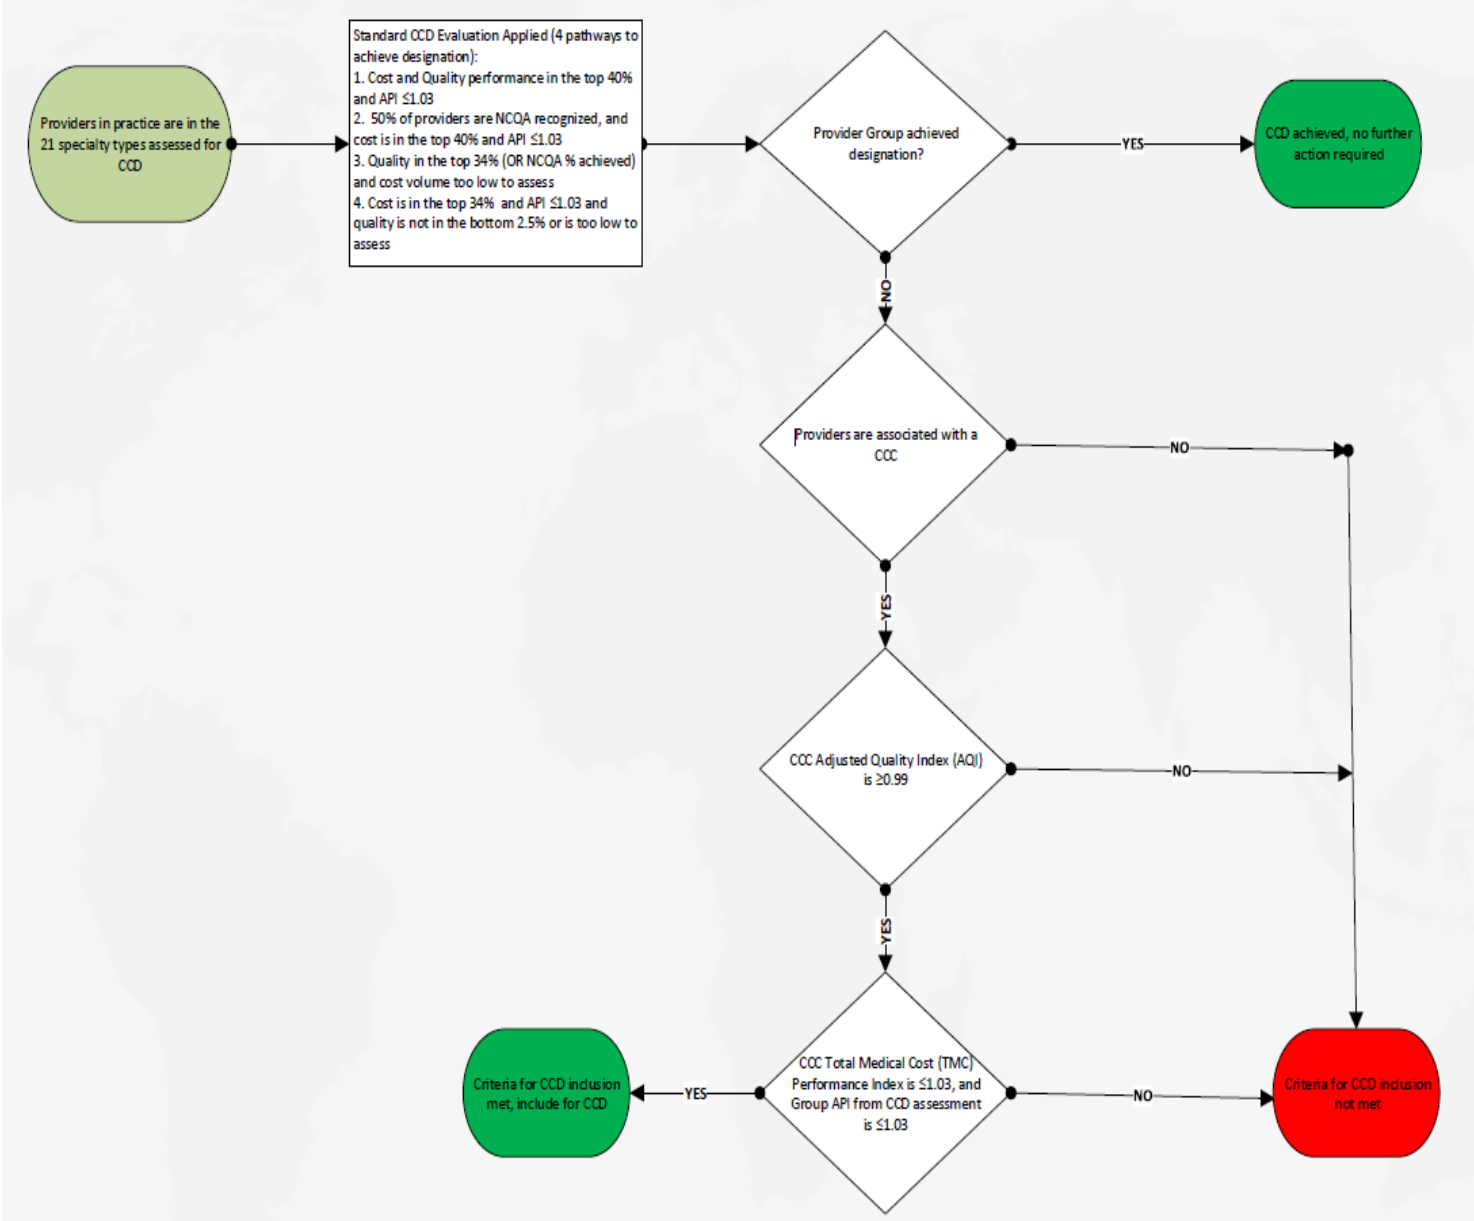 Providers in practice are in the
21 specialty types assessed for
CCD
Standard CCD Evaluation Applied (4 pathways to
achieve designation):
1. Cost and Quality performance in the top 40%
and API ≤1.03
2. 50% of providers are NCQA recognized, and
cost is in the top 40% and API ≤1.03
3. Quality in the top 34% (OR NCQA % achieved)
and cost volume too low to assess
4. Cost is in the top 34% and API ≤1.03 and
quality is not in the bottom 2.5% or is too low to
assess
Provider Group achieved
designation?
YES
CCD achieved, no further
action required
NO
Providers are associated with a
CCC
NO
YES
CCC Adjusted Quality Index (AQI)
is ≥0.99
NO
YES
CCC Total Medical Cost (TMC)
Performance Index is ≤1.03, and
Group API from CCD assessment
is ≤1.03
YES
Criteria for CCD inclusion
met, include for CCD
NO
Criteria for CCD inclusion
not met